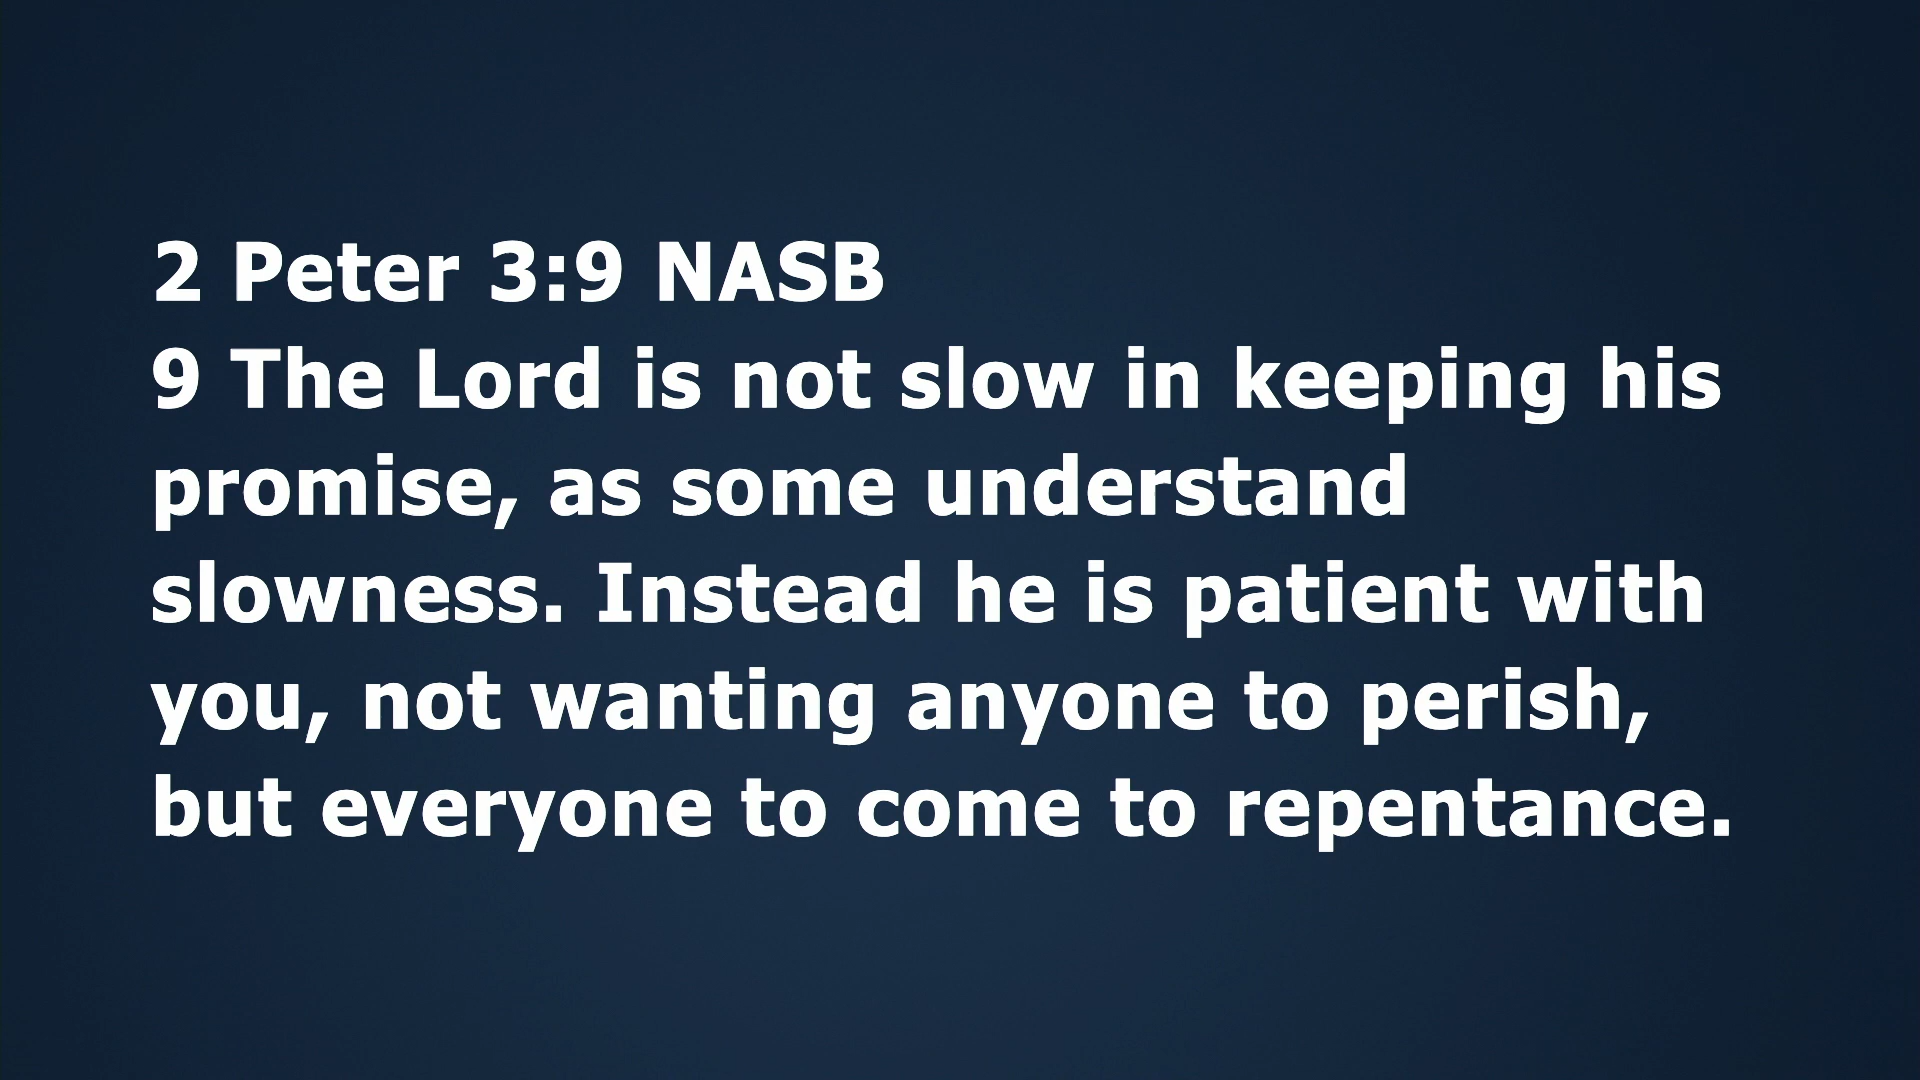 2 Peter 3:9 NASB
9 The Lord is not slow in keeping his
promise, as some understand
slowness. Instead he is patient with
you, not wanting anyone to perish,
but everyone to come to repentance.